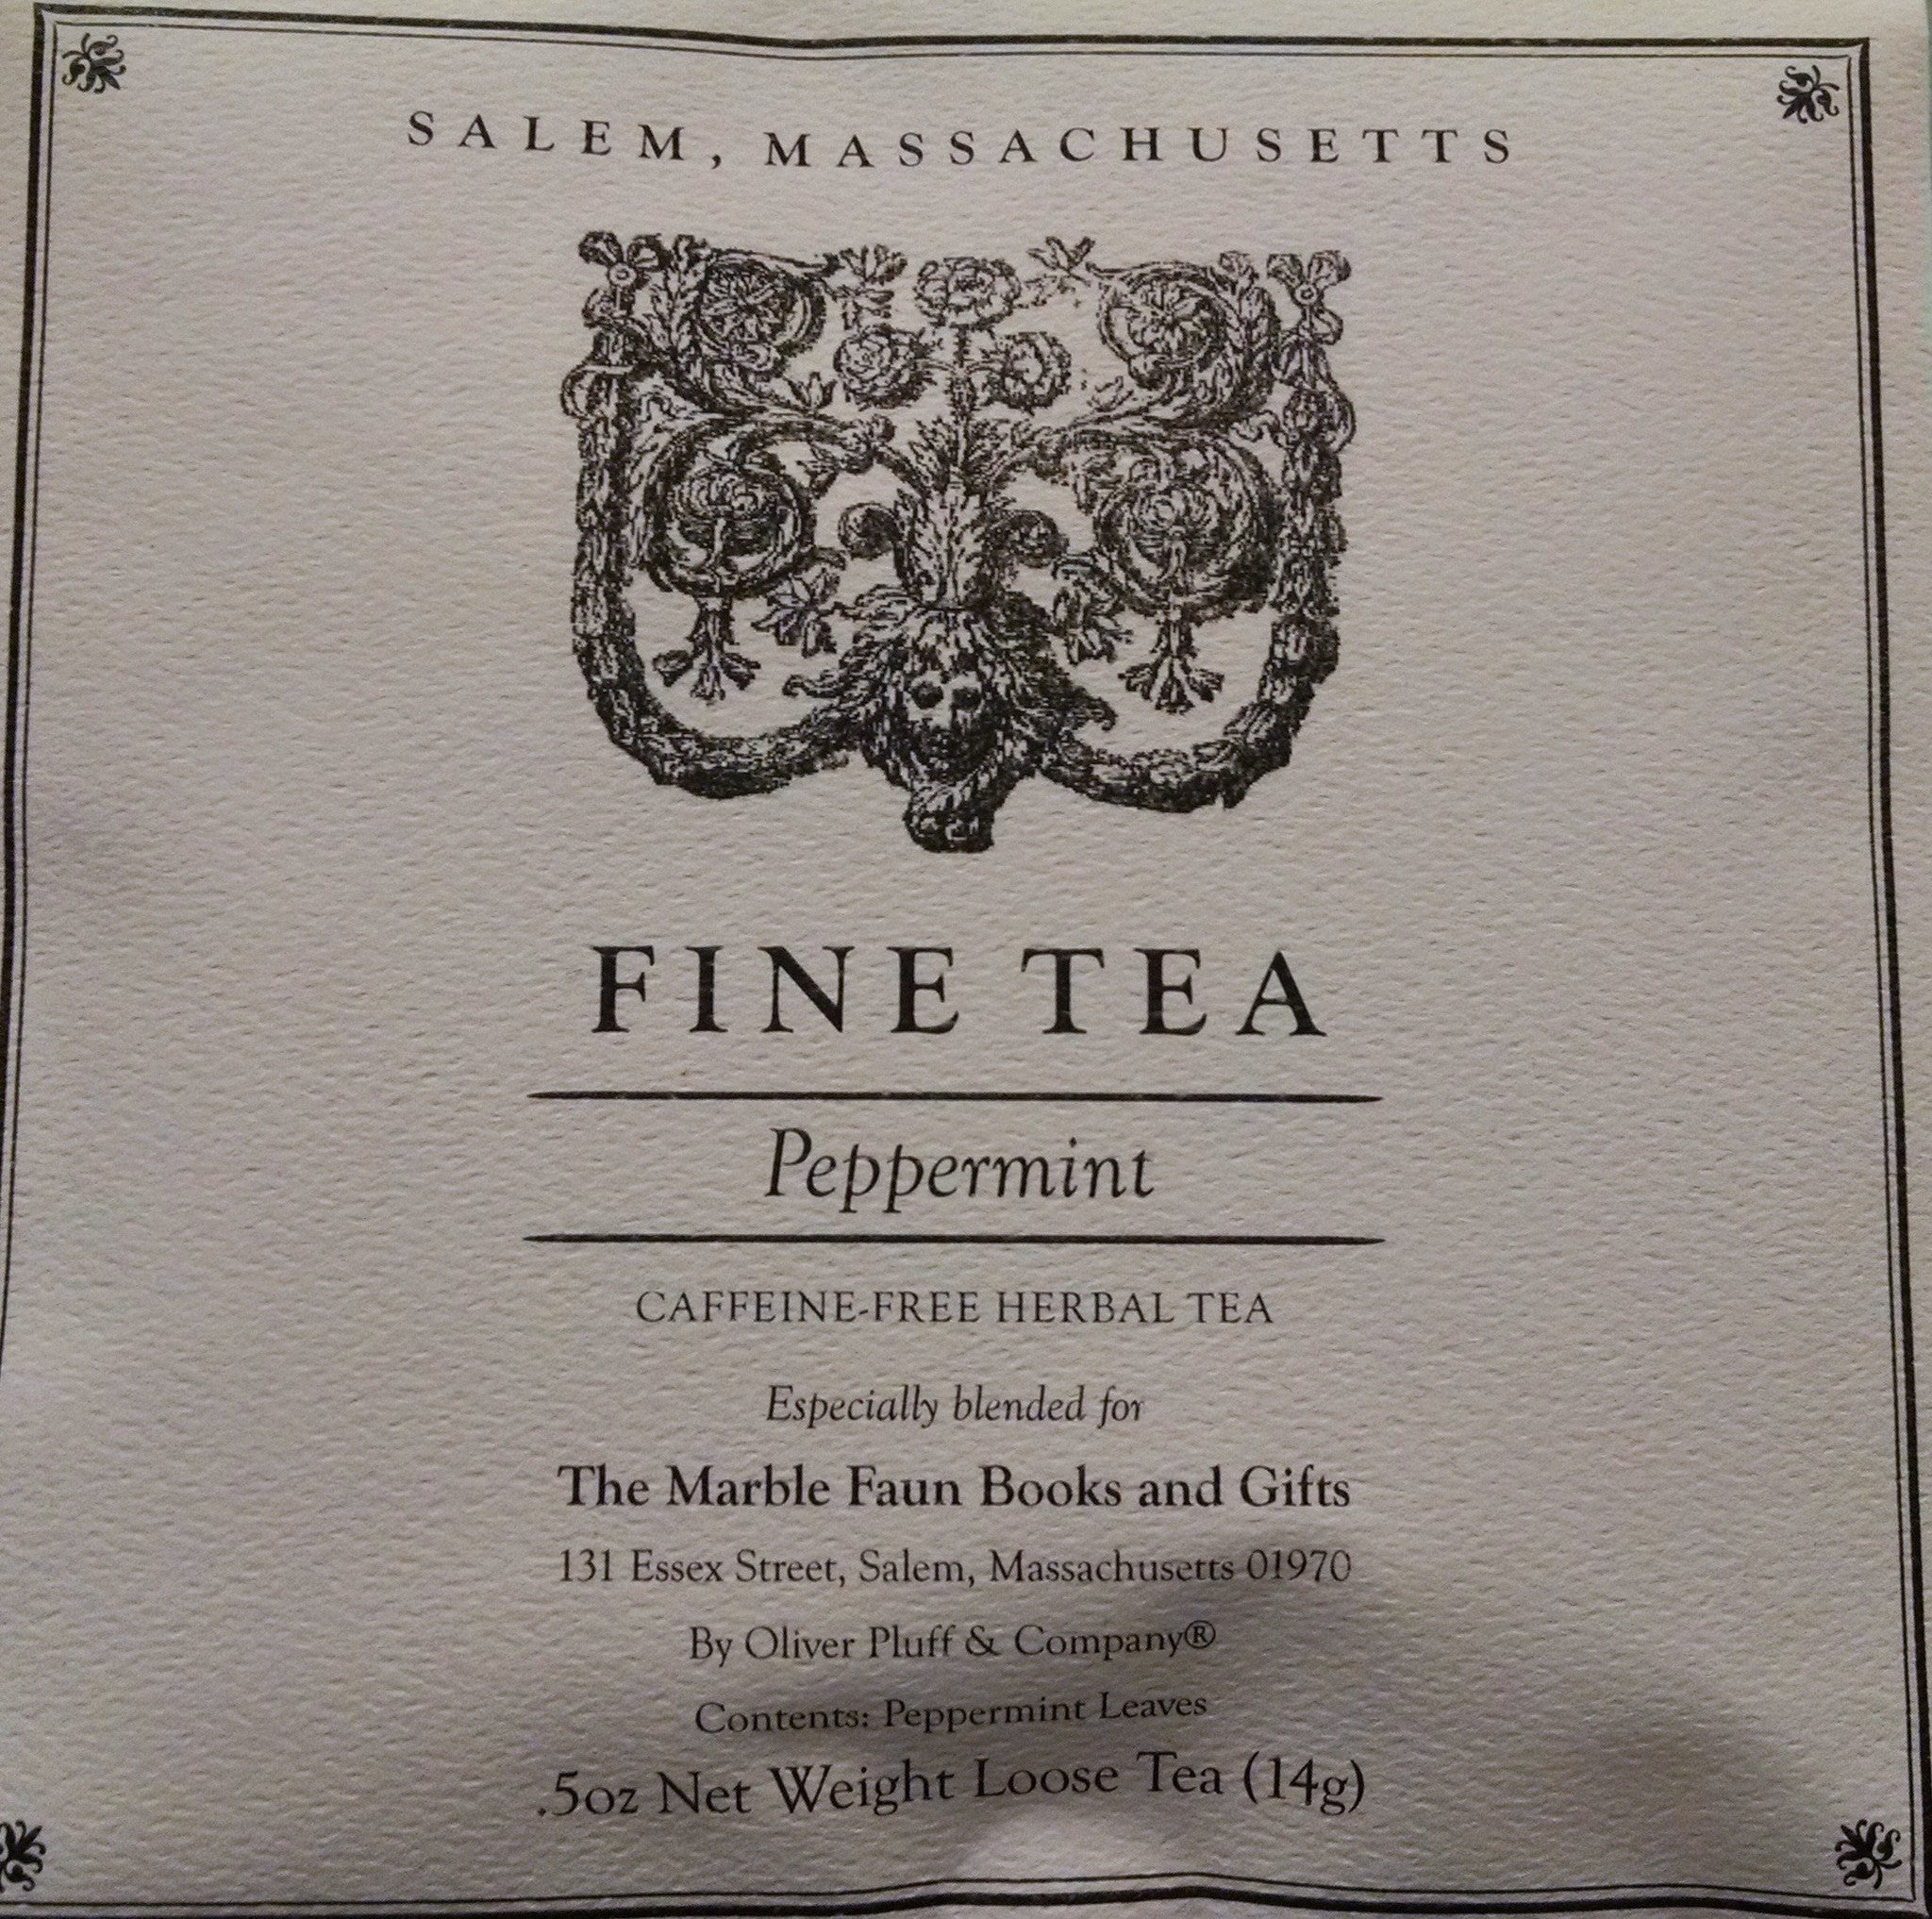 SALEM, MASSACHUSETTS
FINE TEA
Peppermint
CAFFEINE-FREE HERBAL TEA
Especially blended for
The Marble Faun Books and Gifts
131 Essex Street, Salem, Massachusetts 01970
By Oliver Pluff & Company®
Contents: Peppermint Leaves
.5oz Net Weight Loose Tea (14g)